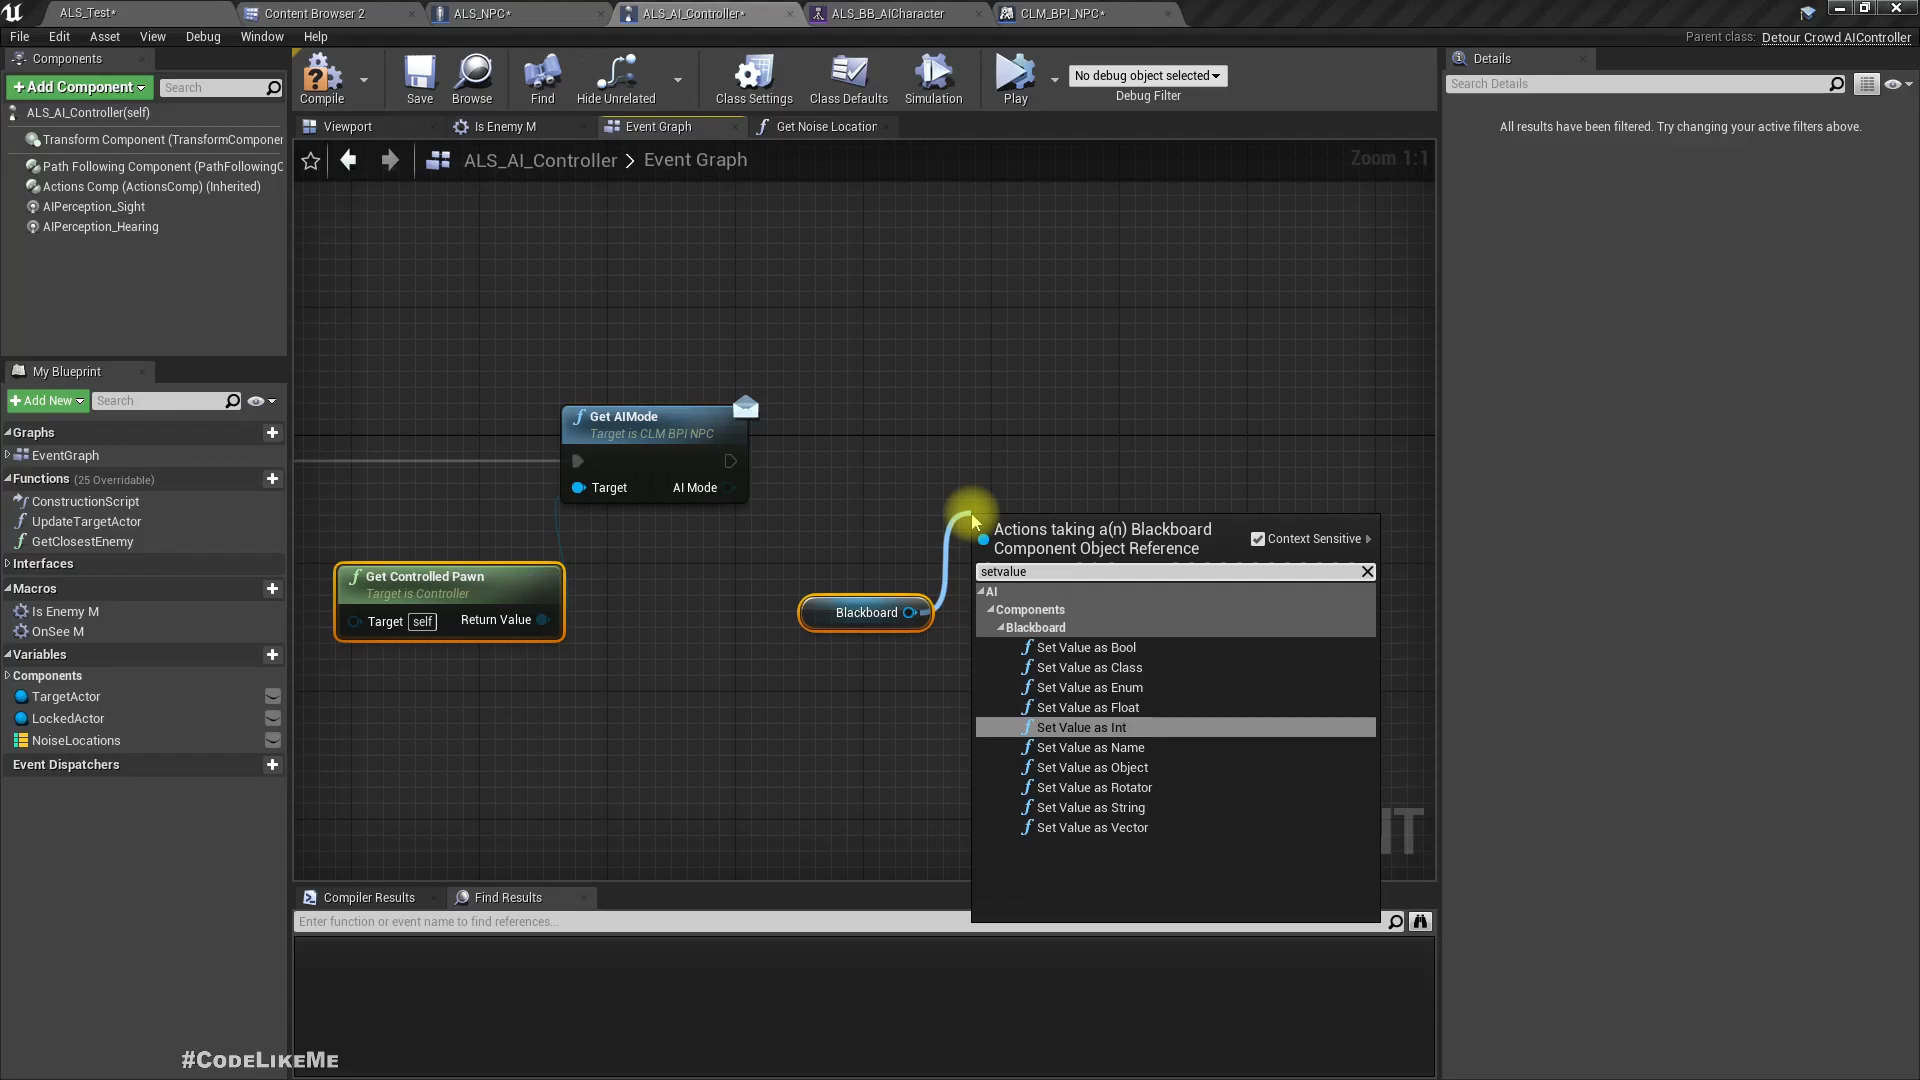 ALS_Test*
Content Browser 2
ALS_NPC*
ALS_AI_Controller*
ALS_BB_AICharacter
CLM_BPI_NPC*
File Edit Asset View Debug Window Help
Parent class: Detour Crowd AIController
Components
+Add Component
Search
ALS_AI_Controller(self)
Transform Component (TransformComponen
Path Following Component (PathFollowingC
Actions Comp (ActionsComp) (Inherited)
AIPerception_Sight
AIPerception_Hearing
Compile
Save
Browse
Find
Hide Unrelated
Class Settings
Class Defaults
Simulation
Play
No debug object selected
Debug Filter
Viewport
Is Enemy M
Event Graph
Get Noise Location
ALS_AI_Controller > Event Graph
Zoom 1:1
Details
Search Details
All results have been filtered. Try changing your active filters above.
My Blueprint
+Add New
Search
Graphs
EventGraph
Functions (25 Overridable)
ConstructionScript
UpdateTargetActor
GetClosestEnemy
Interfaces
Macros
Is Enemy M
OnSee M
Variables
Components
TargetActor
LockedActor
NoiseLocations
Event Dispatchers
f Get AIMode
Target is CLM BPI NPC
Target AI Mode
f Get Controlled Pawn
Target is Controller
Target self Return Value
Blackboard
Actions taking a(n) Blackboard
Component Object Reference
Context Sensitive
setvalue
AI
Components
Blackboard
f Set Value as Bool
f Set Value as Class
f Set Value as Enum
f Set Value as Float
f Set Value as Int
f Set Value as Name
f Set Value as Object
f Set Value as Rotator
f Set Value as String
f Set Value as Vector
Compiler Results
Find Results
Enter function or event name to find references...
#CodeLikeMe